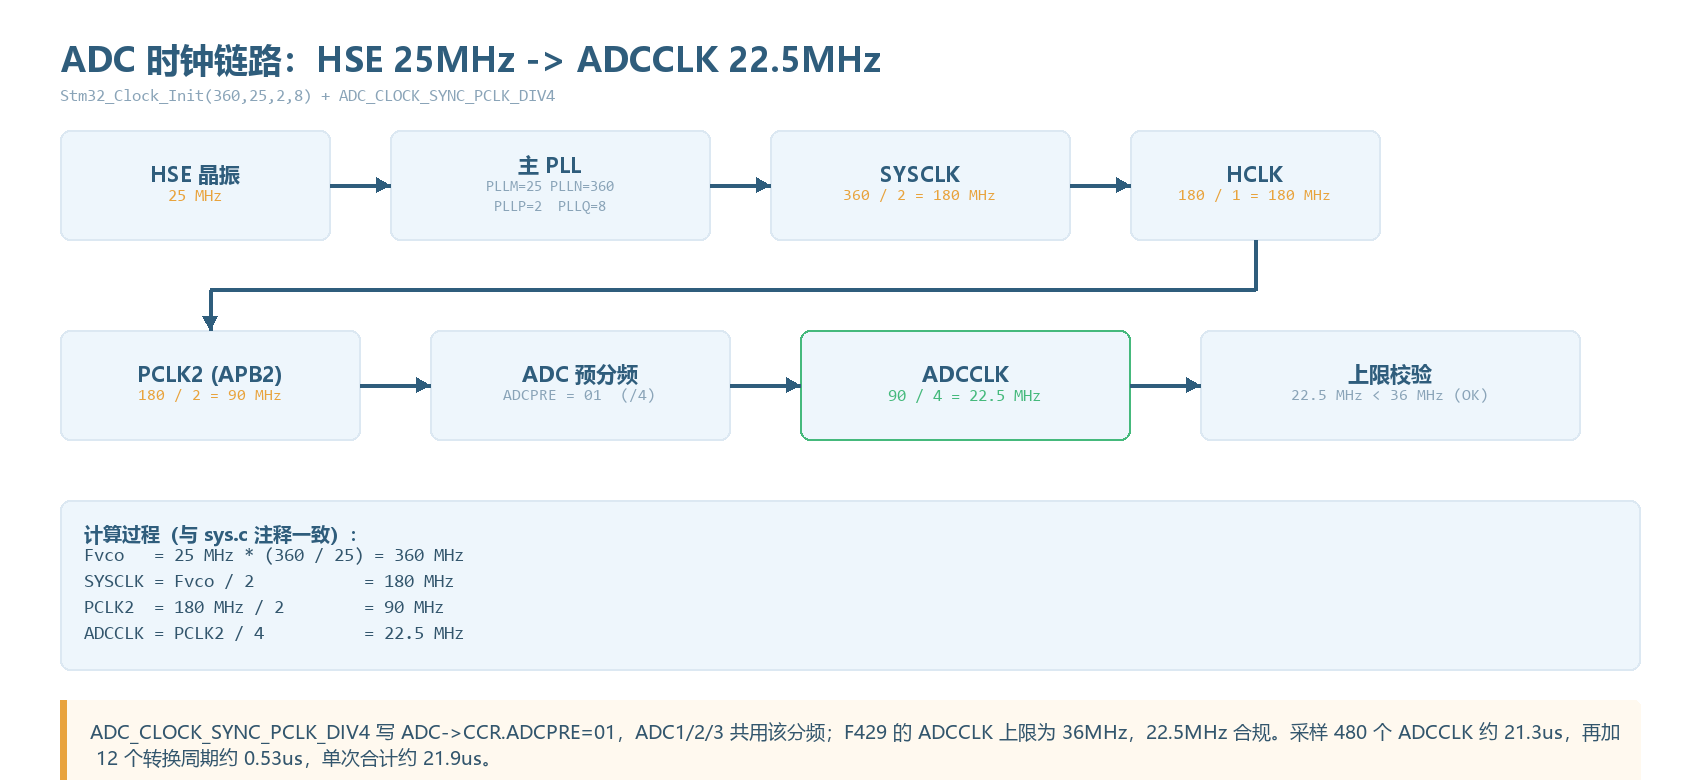 ADC 时钟链路：HSE 25MHz -> ADCCLK 22.5MHz
Stm32_Clock_Init(360,25,2,8) + ADC_CLOCK_SYNC_PCLK_DIV4
HSE 晶振
25 MHz
主 PLL
PLLM=25 PLLN=360
PLLP=2  PLLQ=8
SYSCLK
360 / 2 = 180 MHz
HCLK
180 / 1 = 180 MHz
PCLK2 (APB2)
180 / 2 = 90 MHz
ADC 预分频
ADCPRE = 01  (/4)
ADCCLK
90 / 4 = 22.5 MHz
上限校验
22.5 MHz < 36 MHz (OK)
计算过程（与 sys.c 注释一致）:
Fvco   = 25 MHz * (360 / 25) = 360 MHz
SYSCLK = Fvco / 2           = 180 MHz
PCLK2  = 180 MHz / 2        = 90 MHz
ADCCLK = PCLK2 / 4          = 22.5 MHz
ADC_CLOCK_SYNC_PCLK_DIV4 写 ADC->CCR.ADCPRE=01，ADC1/2/3 共用该分频；F429 的 ADCCLK 上限为 36MHz，22.5MHz 合规。采样 480 个 ADCCLK 约 21.3us，再加
12 个转换周期约 0.53us，单次合计约 21.9us。